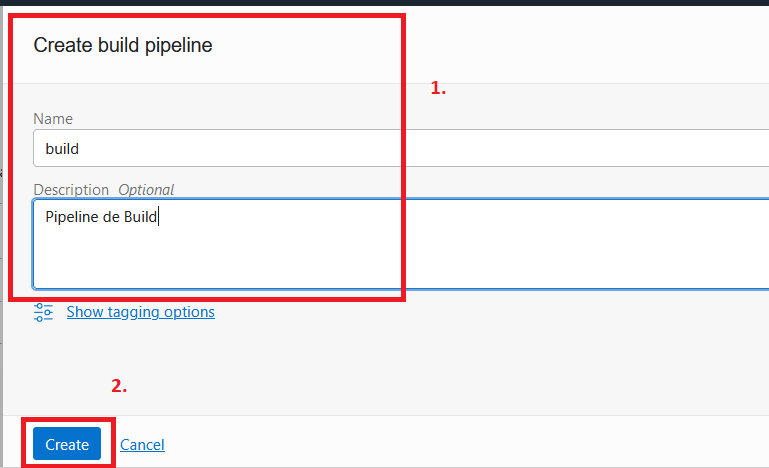 Create build pipeline
1.
Name
build
Description Optional
Pipeline de Build
Show tagging options
2.
Create Cancel